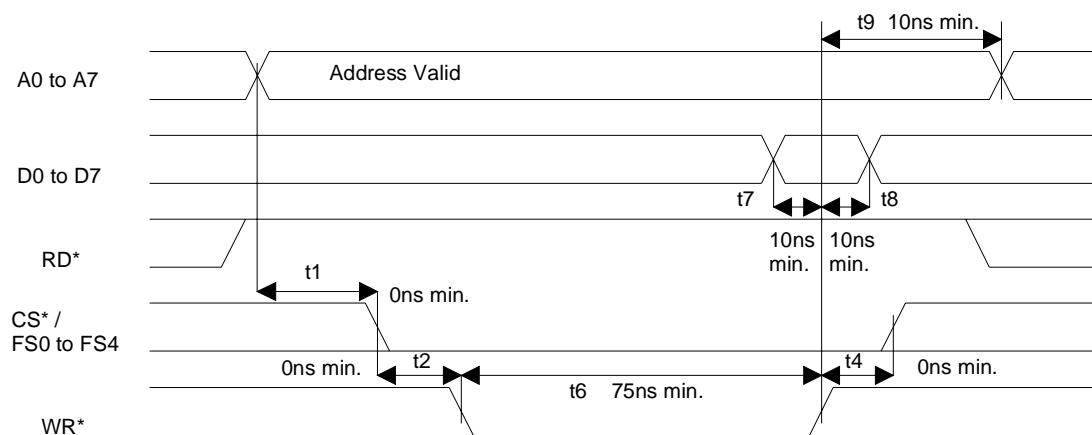 t9 10ns min.
A0 to A7
Address Valid
D0 to D7
t7
t8
10ns
min.
10ns
min.
RD*
t1
0ns min.
CS* /
FS0 to FS4
0ns min.
t2
t4
0ns min.
t6 75ns min.
WR*